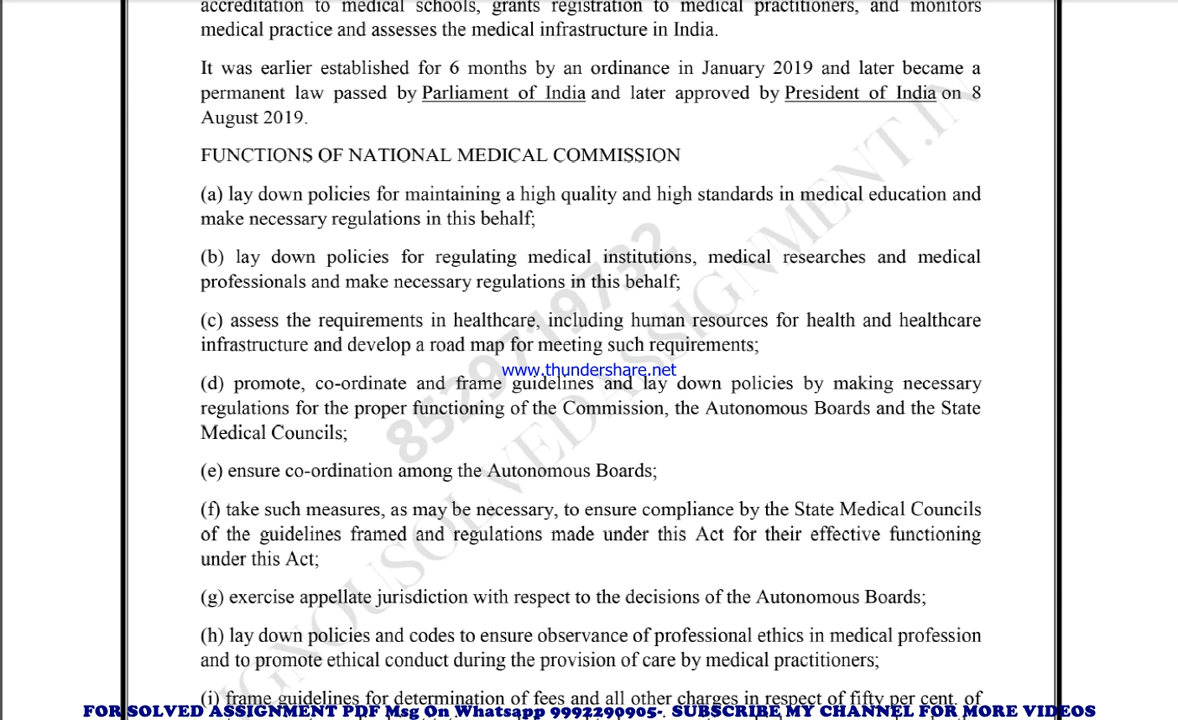 accreditation to medical schools, grants registration to medical practitioners, and monitors
medical practice and assesses the medical infrastructure in India.
It was earlier established for 6 months by an ordinance in January 2019 and later became a
permanent law passed by Parliament of India and later approved by President of India on 8
August 2019.
FUNCTIONS OF NATIONAL MEDICAL COMMISSION
(a) lay down policies for maintaining a high quality and high standards in medical education and
make necessary regulations in this behalf;
(b) lay down policies for regulating medical institutions, medical researches and medical
professionals and make necessary regulations in this behalf;
(c) assess the requirements in healthcare, including human resources for health and healthcare
infrastructure and develop a road map for meeting such requirements;
www.thundershare.net
(d) promote, co-ordinate and frame guidelines and lay down policies by making necessary
regulations for the proper functioning of the Commission, the Autonomous Boards and the State
Medical Councils;
(e) ensure co-ordination among the Autonomous Boards;
(f) take such measures, as may be necessary, to ensure compliance by the State Medical Councils
of the guidelines framed and regulations made under this Act for their effective functioning
under this Act;
(g) exercise appellate jurisdiction with respect to the decisions of the Autonomous Boards;
(h) lay down policies and codes to ensure observance of professional ethics in medical profession
and to promote ethical conduct during the provision of care by medical practitioners;
(i) frame guidelines for determination of fees and all other charges in respect of fifty per cent. of
FOR SOLVED ASSIGNMENT PDF Msg On Whatsapp 9992290905-. SUBSCRIBE MY CHANNEL FOR MORE VIDEOS
8529719732
IGNOUSOLVEDASSIGNMENT.IN